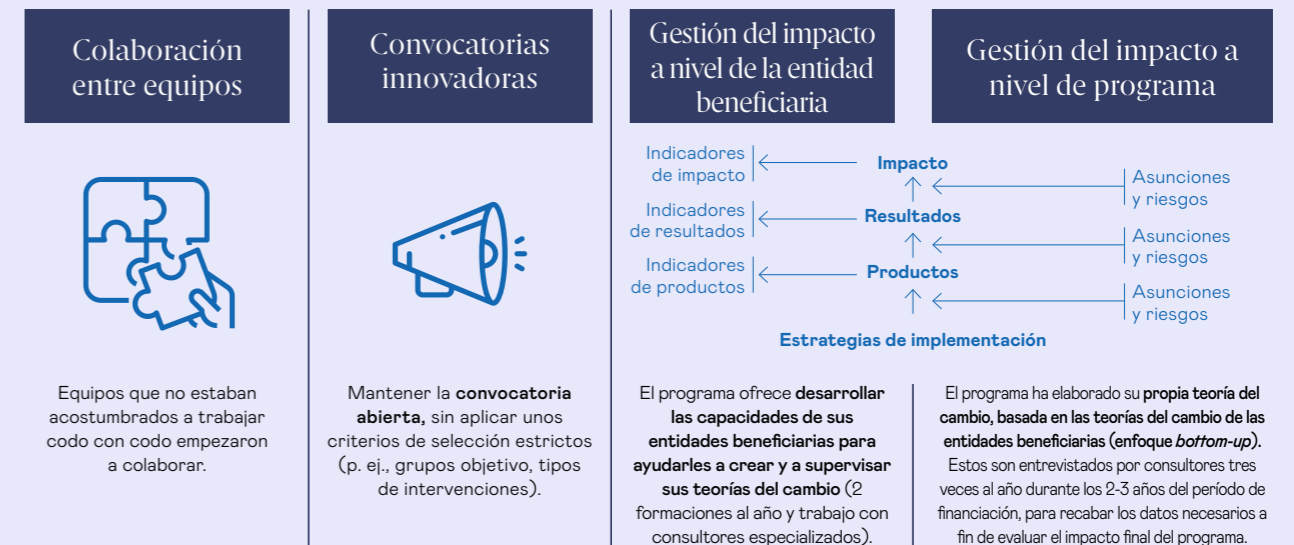 Colaboración
entre equipos
Equipos que no estaban
acostumbrados a trabajar
codo con codo empezaron
a colaborar.
Convocatorias
innovadoras
Mantener la convocatoria
abierta, sin aplicar unos
criterios de selección estrictos
(p. ej., grupos objetivo, tipos
de intervenciones).
Gestión del impacto
a nivel de la entidad
beneficiaria
Gestión del impacto a
nivel de programa
Indicadores
de impacto
Impacto
Asunciones
y riesgos
Indicadores
de resultados
Resultados
Asunciones
y riesgos
Indicadores
de productos
Productos
Asunciones
y riesgos
Estrategias de implementación
El programa ofrece desarrollar
las capacidades de sus
entidades beneficiarias para
ayudarles a crear y a supervisar
sus teorías del cambio (2
formaciones al año y trabajo con
consultores especializados).
El programa ha elaborado su propia teoría del
cambio, basada en las teorías del cambio de las
entidades beneficiarias (enfoque bottom-up).
Estos son entrevistados por consultores tres
veces al año durante los 2-3 años del período de
financiación, para recabar los datos necesarios a
fin de evaluar el impacto final del programa.